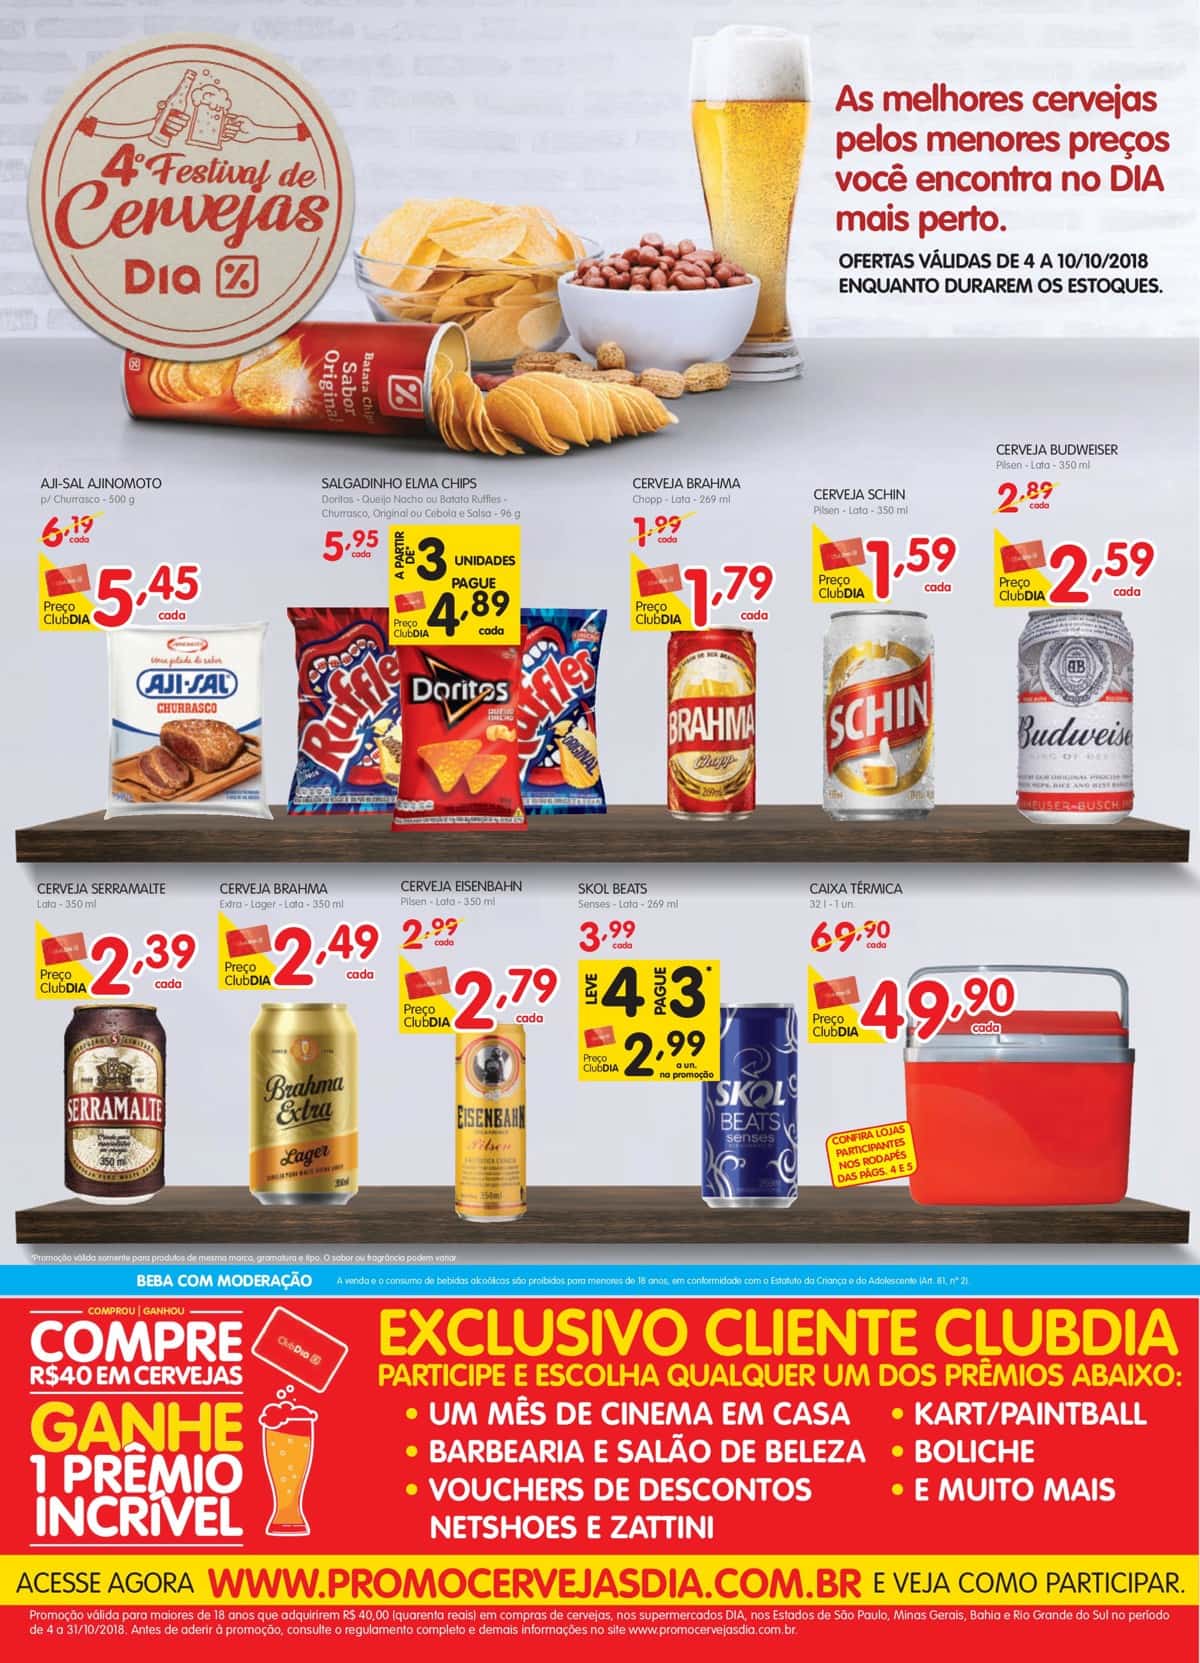 4º Festival de
Cervejas
Dia %
As melhores cervejas
pelos menores preços
você encontra no DIA
mais perto.
OFERTAS VÁLIDAS DE 4 A 10/10/2018
ENQUANTO DURAREM OS ESTOQUES.
Batata Chips
Sabor
Original
AJI-SAL AJINOMOTO
p/ Churrasco - 500 g
6,19
cada
Preço
ClubDIA
5,45
cada
AJI-SAL
CHURRASCO
SALGADINHO ELMA CHIPS
Doritos - Queijo Nacho ou Batata Ruffles -
Churrasco, Original ou Cebola e Salsa - 96 g
5,95
cada
A PARTIR DE* 3 UNIDADES
PAGUE
Preço
ClubDIA
4,89
cada
Ruffles
Doritos
QUEIJO NACHO
Ruffles
ORIGINAL
CERVEJA BRAHMA
Chopp - Lata - 269 ml
1,99
cada
Preço
ClubDIA
1,79
cada
BRAHMA
Chopp
269ml
CERVEJA SCHIN
Pilsen - Lata - 350 ml
Preço
ClubDIA
1,59
cada
SCHIN
CERVEJA BUDWEISER
Pilsen - Lata - 350 ml
2,89
cada
Preço
ClubDIA
2,59
cada
Budweiser
KING OF BEERS
CERVEJA SERRAMALTE
Lata - 350 ml
Preço
ClubDIA
2,39
cada
SERRAMALTE
350 ml
CERVEJA BRAHMA
Extra - Lager - Lata - 350 ml
Preço
ClubDIA
2,49
cada
Brahma
Extra
Lager
350ml
CERVEJA EISENBAHN
Pilsen - Lata - 350 ml
2,99
cada
Preço
ClubDIA
2,79
cada
EISENBAHN
Pilsen
350ml
SKOL BEATS
Senses - Lata - 269 ml
3,99
cada
LEVE 4 PAGUE 3*
Preço
ClubDIA
2,99
a un.
na promoção
SKOL
BEATS
senses
CAIXA TÉRMICA
32 l - 1 un.
69,90
cada
Preço
ClubDIA
49,90
cada
CONFIRA LOJAS
PARTICIPANTES
NOS RODAPÉS
DAS PÁGS. 4 E 5
*Promoção válida somente para produtos de mesma marca, gramatura e tipo. O sabor ou fragrância podem variar.
BEBA COM MODERAÇÃO A venda e o consumo de bebidas alcoólicas são proibidos para menores de 18 anos, em conformidade com o Estatuto da Criança e do Adolescente (Art. 81, nº 2).
COMPROU | GANHOU
COMPRE
R$40 EM CERVEJAS
GANHE
1 PRÊMIO
INCRÍVEL
ClubDia %
EXCLUSIVO CLIENTE CLUBDIA
PARTICIPE E ESCOLHA QUALQUER UM DOS PRÊMIOS ABAIXO:
• UM MÊS DE CINEMA EM CASA
• BARBEARIA E SALÃO DE BELEZA
• VOUCHERS DE DESCONTOS
NETSHOES E ZATTINI
• KART/PAINTBALL
• BOLICHE
• E MUITO MAIS
ACESSE AGORA WWW.PROMOCERVEJASDIA.COM.BR E VEJA COMO PARTICIPAR.
Promoção válida para maiores de 18 anos que adquirirem R$ 40,00 (quarenta reais) em compras de cervejas, nos supermercados DIA, nos Estados de São Paulo, Minas Gerais, Bahia e Rio Grande do Sul no período
de 4 a 31/10/2018. Antes de aderir à promoção, consulte o regulamento completo e demais informações no site www.promocervejasdia.com.br.